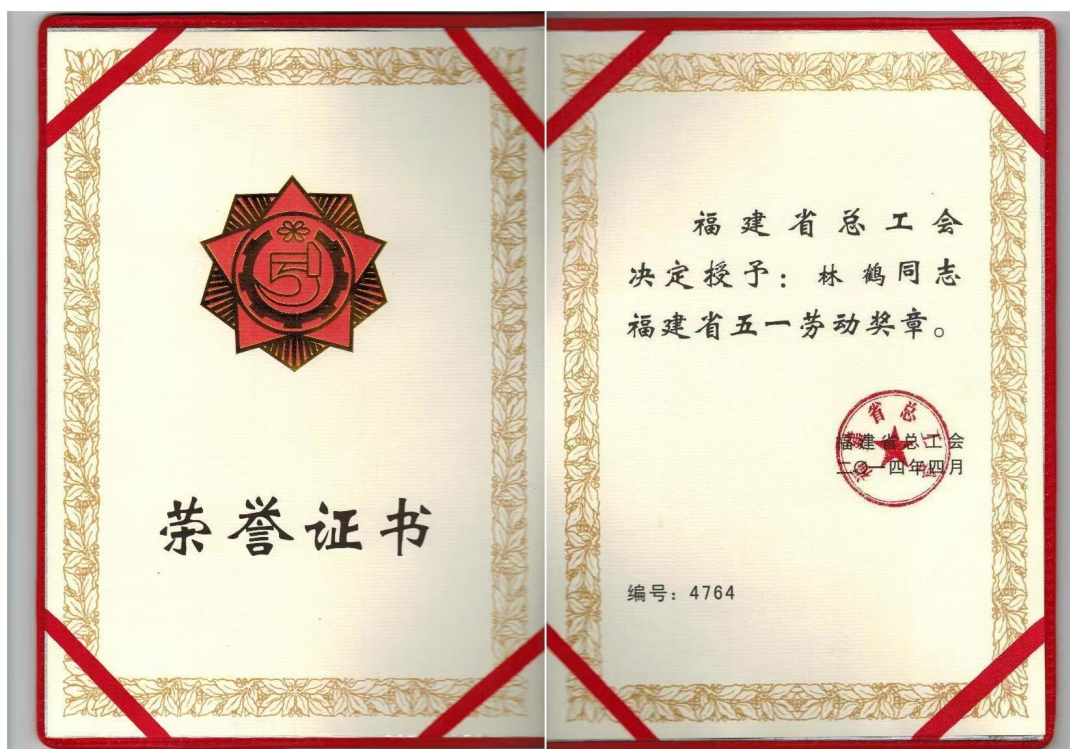 荣誉证书
福建省总工会
决定授予：林鹤同志
福建省五一劳动奖章。
福建省总工会
二〇一四年四月
编号：4764